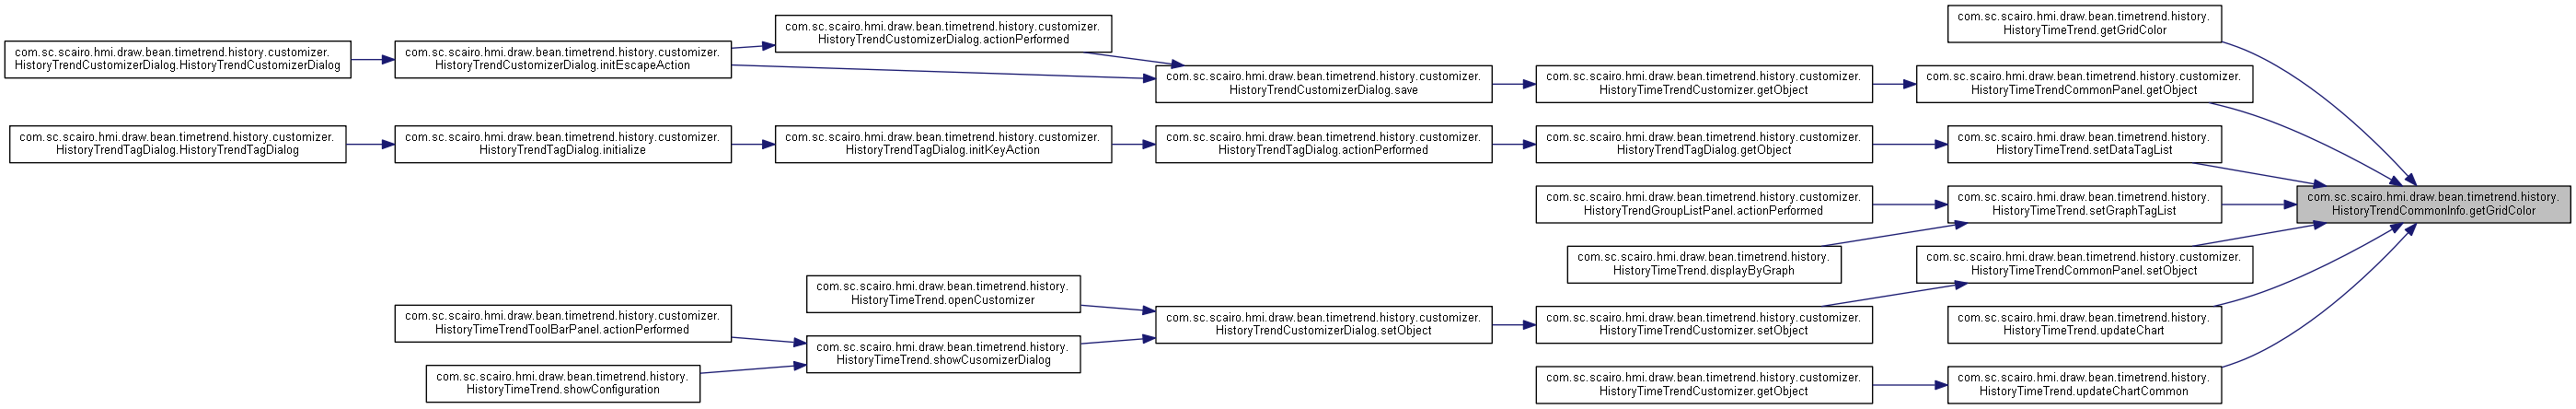 com.sc.scairo.hmi.draw.bean.timetrend.history.customizer.
HistoryTrendCustomizerDialog.HistoryTrendCustomizerDialog
com.sc.scairo.hmi.draw.bean.timetrend.history.customizer.
HistoryTrendCustomizerDialog.initEscapeAction
com.sc.scairo.hmi.draw.bean.timetrend.history.customizer.
HistoryTrendCustomizerDialog.actionPerformed
com.sc.scairo.hmi.draw.bean.timetrend.history.customizer.
HistoryTrendCustomizerDialog.save
com.sc.scairo.hmi.draw.bean.timetrend.history.customizer.
HistoryTimeTrendCustomizer.getObject
com.sc.scairo.hmi.draw.bean.timetrend.history.
HistoryTimeTrend.getGridColor
com.sc.scairo.hmi.draw.bean.timetrend.history.customizer.
HistoryTimeTrendCommonPanel.getObject
com.sc.scairo.hmi.draw.bean.timetrend.history.customizer.
HistoryTrendTagDialog.HistoryTrendTagDialog
com.sc.scairo.hmi.draw.bean.timetrend.history.customizer.
HistoryTrendTagDialog.initialize
com.sc.scairo.hmi.draw.bean.timetrend.history.customizer.
HistoryTrendTagDialog.initKeyAction
com.sc.scairo.hmi.draw.bean.timetrend.history.customizer.
HistoryTrendTagDialog.actionPerformed
com.sc.scairo.hmi.draw.bean.timetrend.history.customizer.
HistoryTrendTagDialog.getObject
com.sc.scairo.hmi.draw.bean.timetrend.history.
HistoryTimeTrend.setDataTagList
com.sc.scairo.hmi.draw.bean.timetrend.history.customizer.
HistoryTrendGroupListPanel.actionPerformed
com.sc.scairo.hmi.draw.bean.timetrend.history.
HistoryTimeTrend.setGraphTagList
com.sc.scairo.hmi.draw.bean.timetrend.history.
HistoryTrendCommonInfo.getGridColor
com.sc.scairo.hmi.draw.bean.timetrend.history.
HistoryTimeTrend.displayByGraph
com.sc.scairo.hmi.draw.bean.timetrend.history.customizer.
HistoryTimeTrendCommonPanel.setObject
com.sc.scairo.hmi.draw.bean.timetrend.history.
HistoryTimeTrend.openCustomizer
com.sc.scairo.hmi.draw.bean.timetrend.history.customizer.
HistoryTimeTrendToolBarPanel.actionPerformed
com.sc.scairo.hmi.draw.bean.timetrend.history.
HistoryTimeTrend.showCusomizerDialog
com.sc.scairo.hmi.draw.bean.timetrend.history.
HistoryTimeTrend.showConfiguration
com.sc.scairo.hmi.draw.bean.timetrend.history.customizer.
HistoryTrendCustomizerDialog.setObject
com.sc.scairo.hmi.draw.bean.timetrend.history.customizer.
HistoryTimeTrendCustomizer.setObject
com.sc.scairo.hmi.draw.bean.timetrend.history.
HistoryTimeTrend.updateChart
com.sc.scairo.hmi.draw.bean.timetrend.history.customizer.
HistoryTimeTrendCustomizer.getObject
com.sc.scairo.hmi.draw.bean.timetrend.history.
HistoryTimeTrend.updateChartCommon